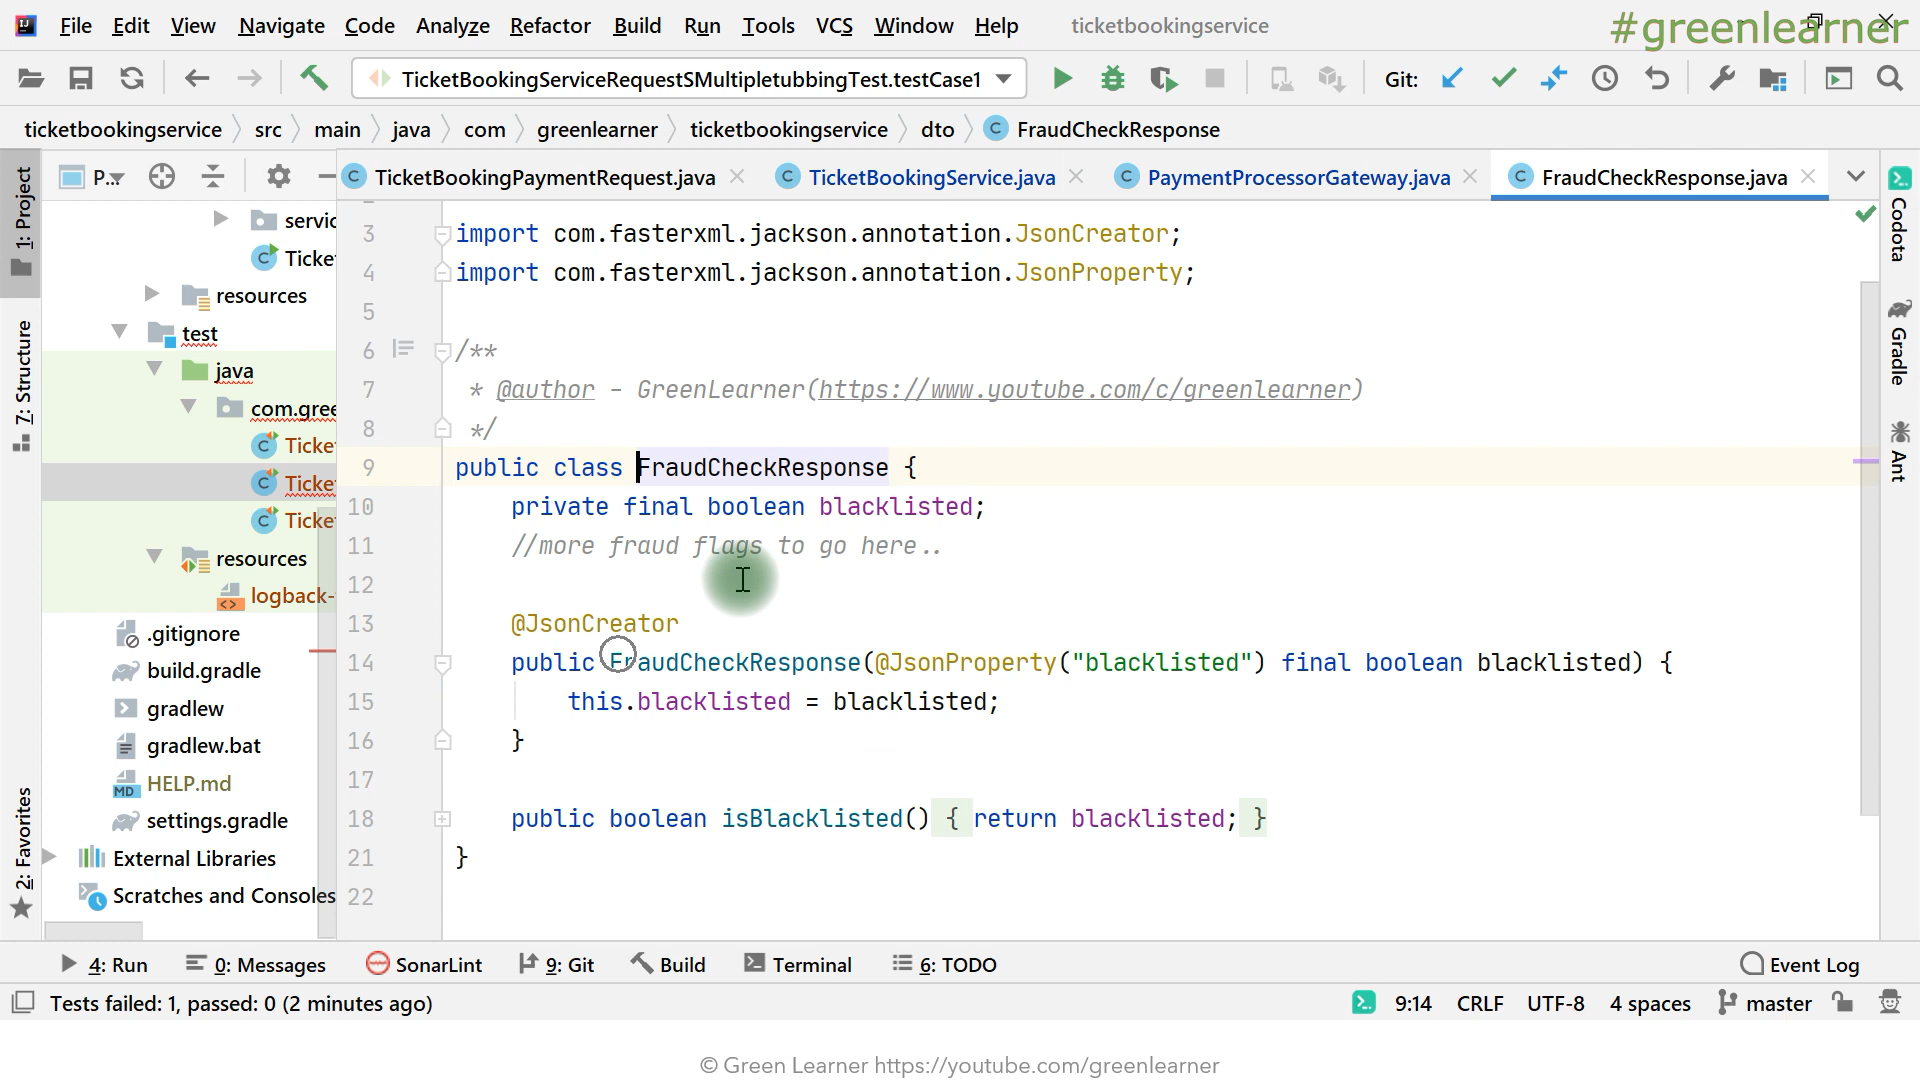 File Edit View Navigate Code Analyze Refactor Build Run Tools VCS Window Help ticketbookingservice
#greenlearner
TicketBookingServiceRequestSMultipletubbingTest.testCase1 Git:
ticketbookingservice src main java com greenlearner ticketbookingservice dto FraudCheckResponse
P... TicketBookingPaymentRequest.java TicketBookingService.java PaymentProcessorGateway.java FraudCheckResponse.java
1: Project
7: Structure
2: Favorites
servic
Ticke
resources
test
java
com.gree
Ticke
Ticke
Ticke
resources
logback-
.gitignore
build.gradle
gradlew
gradlew.bat
HELP.md
settings.gradle
External Libraries
Scratches and Consoles
3 import com.fasterxml.jackson.annotation.JsonCreator;
4 import com.fasterxml.jackson.annotation.JsonProperty;
5
6 /**
7 * @author - GreenLearner(https://www.youtube.com/c/greenlearner)
8 */
9 public class FraudCheckResponse {
10 private final boolean blacklisted;
11 //more fraud flags to go here..
12
13 @JsonCreator
14 public FraudCheckResponse(@JsonProperty("blacklisted") final boolean blacklisted) {
15 this.blacklisted = blacklisted;
16 }
17
18 public boolean isBlacklisted() { return blacklisted; }
21 }
22
Codota
Gradle
Ant
4: Run 0: Messages SonarLint 9: Git Build Terminal 6: TODO Event Log
Tests failed: 1, passed: 0 (2 minutes ago) 9:14 CRLF UTF-8 4 spaces master
© Green Learner https://youtube.com/greenlearner